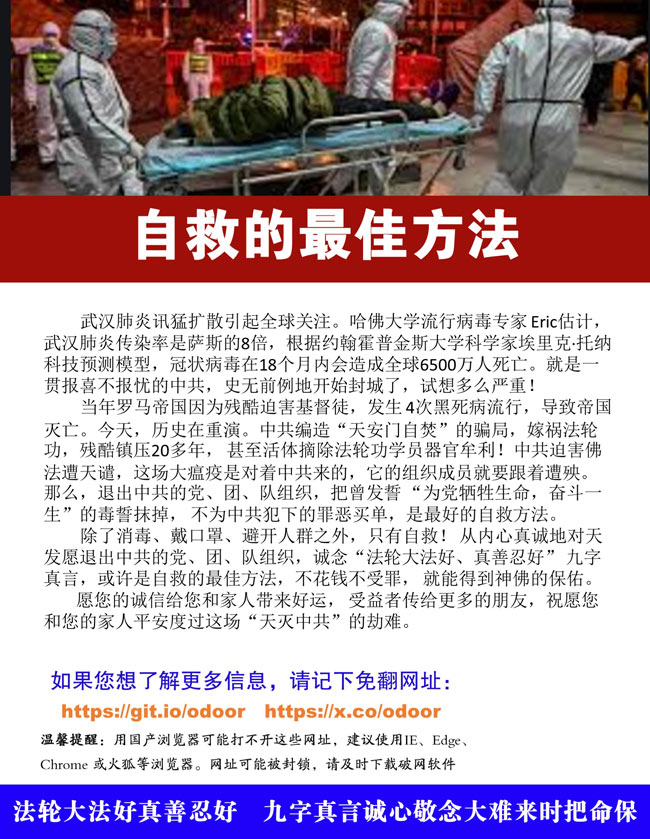 自救的最佳方法
武汉肺炎讯猛扩散引起全球关注。哈佛大学流行病毒专家 Eric估计，
武汉肺炎传染率是萨斯的8倍，根据约翰霍普金斯大学科学家埃里克·托纳
科技预测模型，冠状病毒在18个月内会造成全球6500万人死亡。就是一
贯报喜不报忧的中共，史无前例地开始封城了，试想多么严重！
当年罗马帝国因为残酷迫害基督徒，发生 4次黑死病流行，导致帝国
灭亡。今天，历史在重演。中共编造“天安门自焚”的骗局，嫁祸法轮
功，残酷镇压20多年， 甚至活体摘除法轮功学员器官牟利！中共迫害佛
法遭天谴，这场大瘟疫是对着中共来的，它的组织成员就要跟着遭殃。
那么，退出中共的党、团、队组织，把曾发誓 “为党牺牲生命，奋斗一
生”的毒誓抹掉， 不为中共犯下的罪恶买单，是最好的自救方法。
除了消毒、戴口罩、避开人群之外，只有自救！ 从内心真诚地对天
发愿退出中共的党、团、队组织，诚念“法轮大法好、真善忍好” 九字
真言，或许是自救的最佳方法，不花钱不受罪， 就能得到神佛的保佑。
愿您的诚信给您和家人带来好运， 受益者传给更多的朋友，祝愿您
和您的家人平安度过这场“天灭中共”的劫难。
如果您想了解更多信息，请记下免翻网址：
https://git.io/odoor https://x.co/odoor
温馨提醒：用国产浏览器可能打不开这些网址，建议使用IE、Edge、
Chrome 或火狐等浏览器。网址可能被封锁，请及时下载破网软件
法轮大法好真善忍好 九字真言诚心敬念大难来时把命保